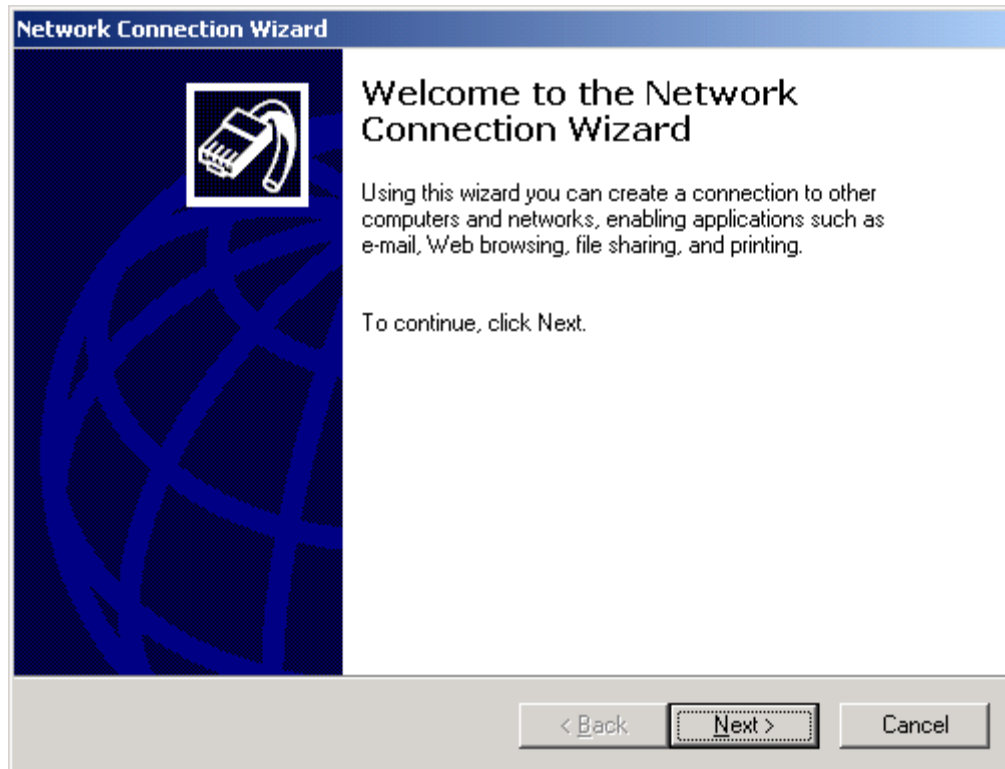 Network Connection Wizard
Welcome to the Network
Connection Wizard
Using this wizard you can create a connection to other
computers and networks, enabling applications such as
e-mail, Web browsing, file sharing, and printing.
To continue, click Next.
< Back
Next >
Cancel